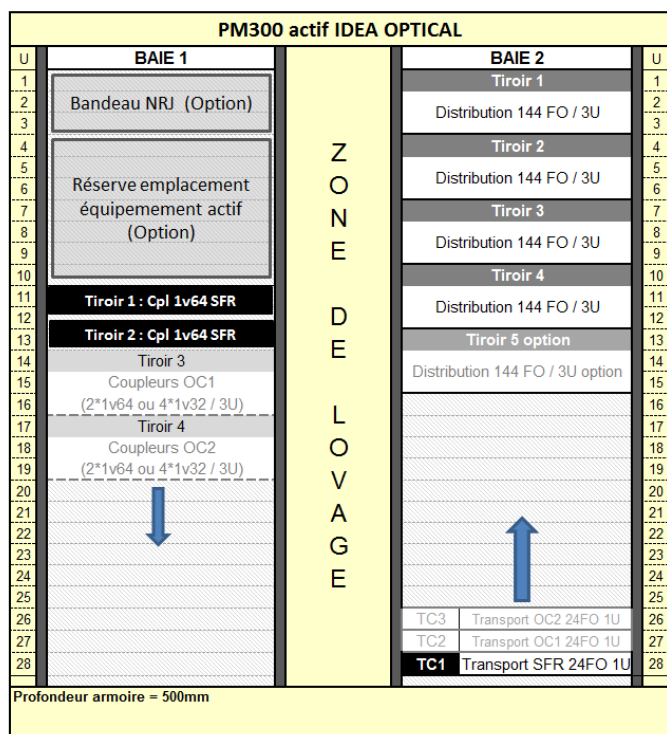 PM300 actif IDEA OPTICAL
U
BAIE 1
BAIE 2
U
1
2
3
4
5
6
7
8
9
10
11
12
13
14
15
16
17
18
19
20
21
22
23
24
25
26
27
28
Bandeau NRJ (Option)
Réserve emplacement
équipemement actif
(Option)
Tiroir 1 : Cpl 1v64 SFR
Tiroir 2 : Cpl 1v64 SFR
Tiroir 3
Coupleurs OC1
(2*1v64 ou 4*1v32 / 3U)
Tiroir 4
Coupleurs OC2
(2*1v64 ou 4*1v32 / 3U)
Z
O
N
E
D
E
L
O
V
A
G
E
Tiroir 1
Distribution 144 FO / 3U
Tiroir 2
Distribution 144 FO / 3U
Tiroir 3
Distribution 144 FO / 3U
Tiroir 4
Distribution 144 FO / 3U
Tiroir 5 option
Distribution 144 FO / 3U option
TC3 Transport OC2 24FO 1U
TC2 Transport OC1 24FO 1U
TC1 Transport SFR 24FO 1U
1
2
3
4
5
6
7
8
9
10
11
12
13
14
15
16
17
18
19
20
21
22
23
24
25
26
27
28
Profondeur armoire = 500mm